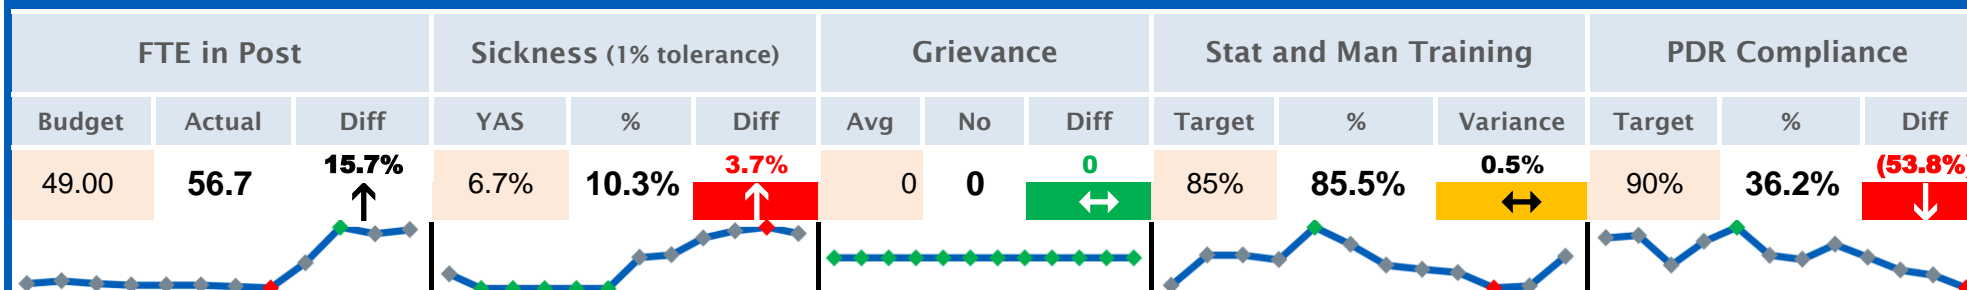 FTE in Post Sickness (1% tolerance) Grievance Stat and Man Training PDR Compliance
Budget Actual Diff YAS % Diff Avg No Diff Target % Variance Target % Diff
49.00 56.7 15.7% 6.7% 10.3% 3.7% 0 0 0 85% 85.5% 0.5% 90% 36.2% (53.8%)